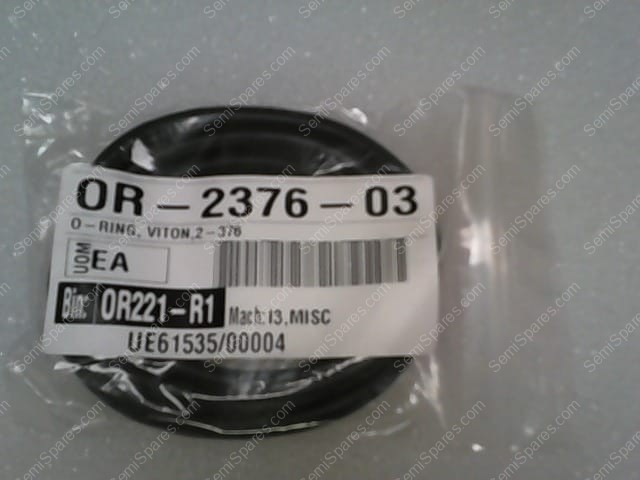 OR-2376-03
O-RING, VITON,2-376
UOM EA
Bin: OR221-R1 Mach: I3,MISC
UE61535/00004
SemiSpares.com